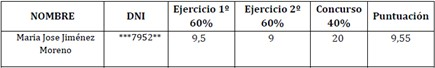 NOMBRE DNI Ejercicio 1º 60% Ejercicio 2º 60% Concurso 40% Puntuación
Maria Jose Jiménez Moreno ***7952** 9,5 9 20 9,55